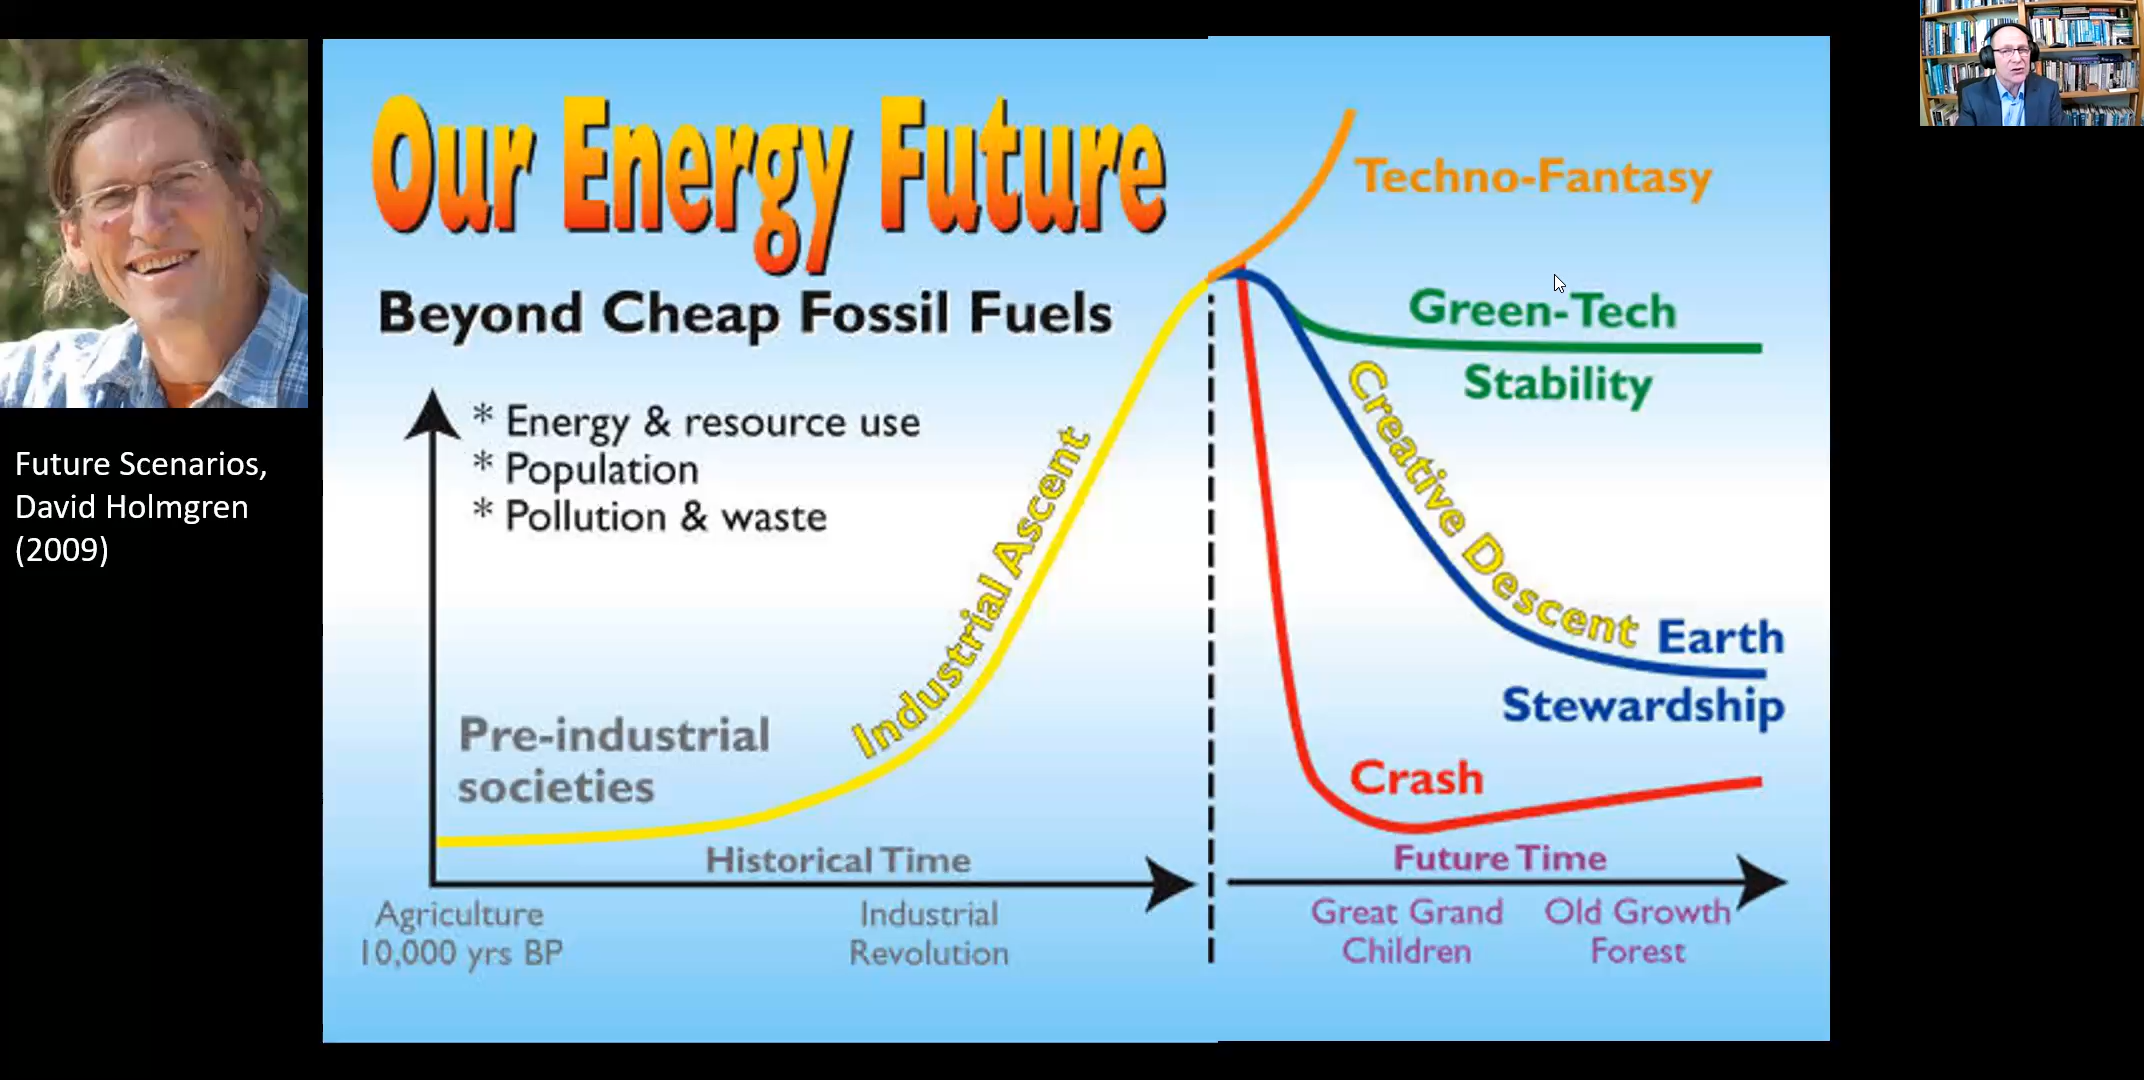 Our Energy Future
Beyond Cheap Fossil Fuels
* Energy & resource use
* Population
* Pollution & waste
Industrial Ascent
Pre-industrial
societies
Historical Time
Agriculture
10,000 yrs BP
Industrial
Revolution
Techno-Fantasy
Green-Tech
Stability
Creative Descent
Earth
Stewardship
Crash
Future Time
Great Grand
Children
Old Growth
Forest
Future Scenarios,
David Holmgren
(2009)